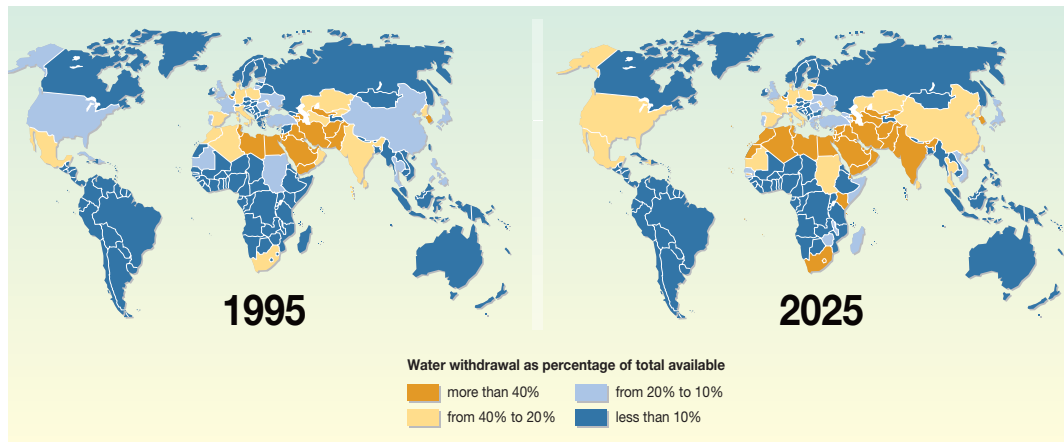 1995
2025
Water withdrawal as percentage of total available
more than 40%
from 20% to 10%
from 40% to 20%
less than 10%